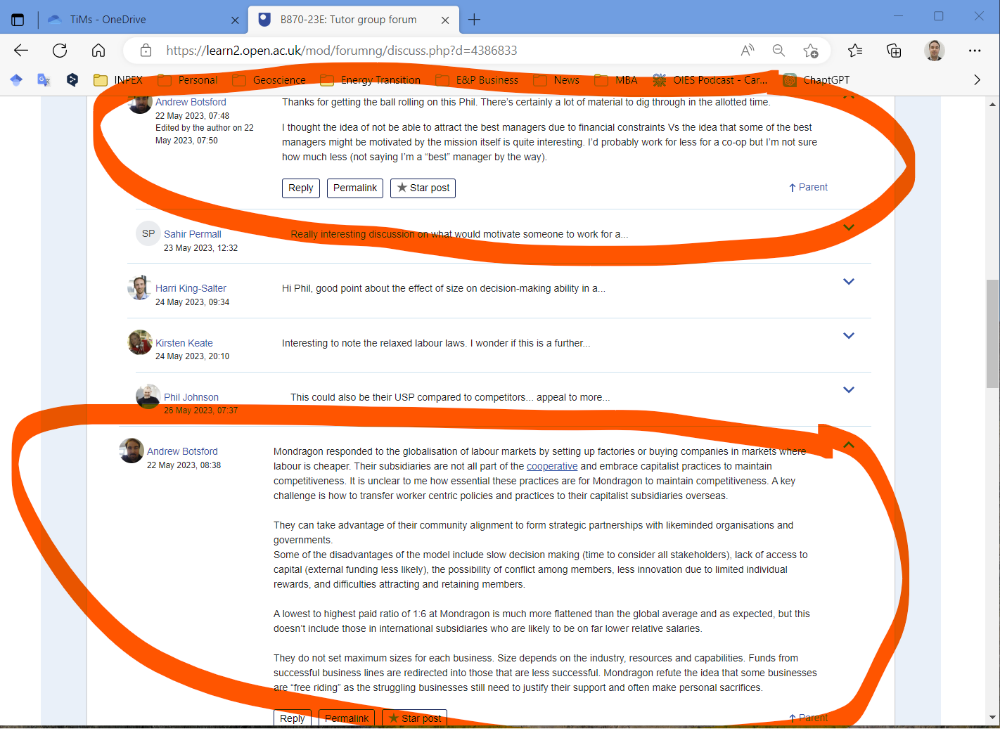 TiMs - OneDrive
B870-23E: Tutor group forum
https://learn2.open.ac.uk/mod/forumng/discuss.php?d=4386833
INPEX
Personal
Geoscience
Energy Transition
E&P Business
News
MBA
OIES Podcast - Car...
ChaptGPT
Andrew Botsford
22 May 2023, 07:48
Edited by the author on 22
May 2023, 07:50
Thanks for getting the ball rolling on this Phil. There's certainly a lot of material to dig through in the allotted time.
I thought the idea of not be able to attract the best managers due to financial constraints Vs the idea that some of the best
managers might be motivated by the mission itself is quite interesting. I'd probably work for less for a co-op but I'm not sure
how much less (not saying I'm a “best” manager by the way).
Reply
Permalink
★ Star post
↑ Parent
SP
Sahir Permall
23 May 2023, 12:32
Really interesting discussion on what would motivate someone to work for a...
Harri King-Salter
24 May 2023, 09:34
Hi Phil, good point about the effect of size on decision-making ability in a...
Kirsten Keate
24 May 2023, 20:10
Interesting to note the relaxed labour laws. I wonder if this is a further...
Phil Johnson
26 May 2023, 07:37
This could also be their USP compared to competitors... appeal to more...
Andrew Botsford
22 May 2023, 08:38
Mondragon responded to the globalisation of labour markets by setting up factories or buying companies in markets where
labour is cheaper. Their subsidiaries are not all part of the cooperative and embrace capitalist practices to maintain
competitiveness. It is unclear to me how essential these practices are for Mondragon to maintain competitiveness. A key
challenge is how to transfer worker centric policies and practices to their capitalist subsidiaries overseas.
They can take advantage of their community alignment to form strategic partnerships with likeminded organisations and
governments.
Some of the disadvantages of the model include slow decision making (time to consider all stakeholders), lack of access to
capital (external funding less likely), the possibility of conflict among members, less innovation due to limited individual
rewards, and difficulties attracting and retaining members.
A lowest to highest paid ratio of 1:6 at Mondragon is much more flattened than the global average and as expected, but this
doesn't include those in international subsidiaries who are likely to be on far lower relative salaries.
They do not set maximum sizes for each business. Size depends on the industry, resources and capabilities. Funds from
successful business lines are redirected into those that are less successful. Mondragon refute the idea that some businesses
are “free riding” as the struggling businesses still need to justify their support and often make personal sacrifices.
Reply
Permalink
★ Star post
↑ Parent